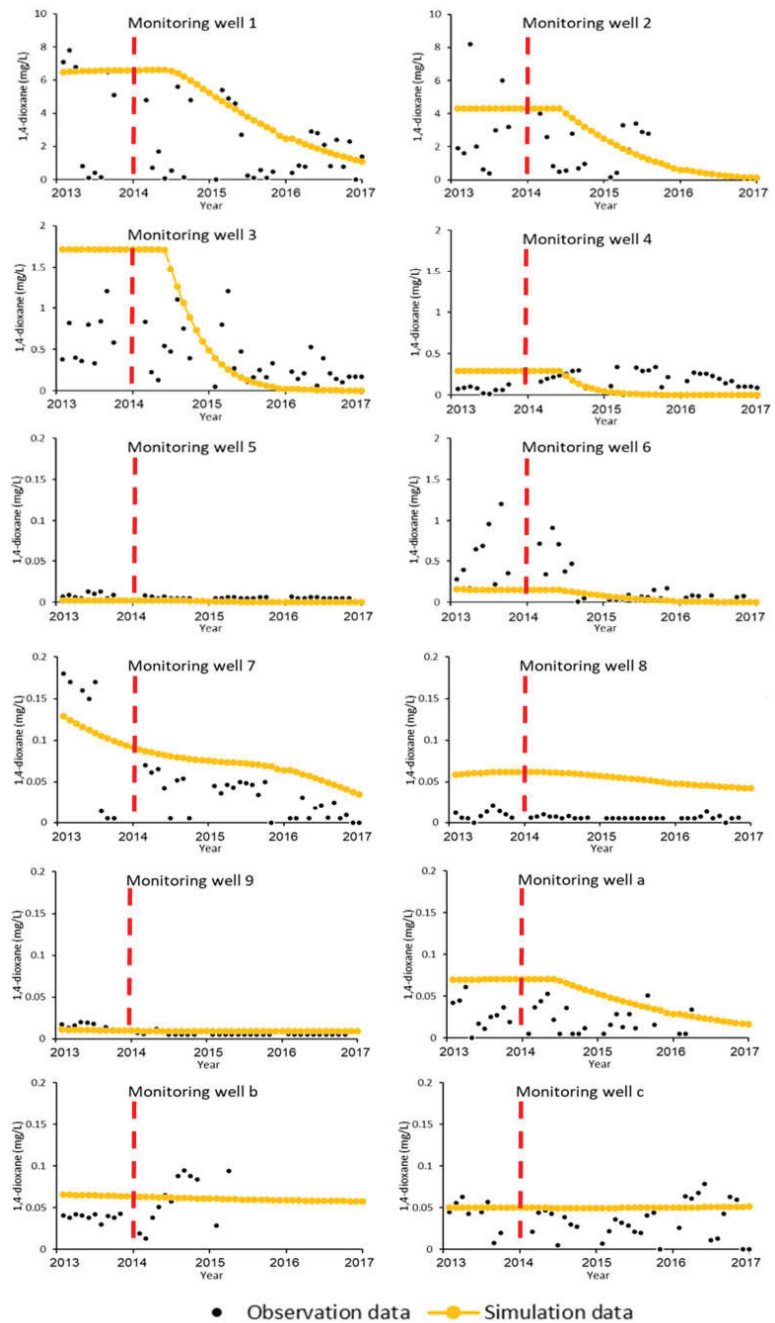 Monitoring well 1
1,4-dioxane (mg/L)
10
8
6
4
2
0
2013 2014 2015 2016 2017
Year
Monitoring well 2
1,4-dioxane (mg/L)
10
8
6
4
2
0
2013 2014 2015 2016 2017
Year
Monitoring well 3
1,4-dioxane (mg/L)
2
1.5
1
0.5
0
2013 2014 2015 2016 2017
Year
Monitoring well 4
1,4-dioxane (mg/L)
2
1.5
1
0.5
0
2013 2014 2015 2016 2017
Year
Monitoring well 5
1,4-dioxane (mg/L)
0.2
0.15
0.1
0.05
0
2013 2014 2015 2016 2017
Year
Monitoring well 6
1,4-dioxane (mg/L)
2
1.5
1
0.5
0
2013 2014 2015 2016 2017
Year
Monitoring well 7
1,4-dioxane (mg/L)
0.2
0.15
0.1
0.05
0
2013 2014 2015 2016 2017
Year
Monitoring well 8
1,4-dioxane (mg/L)
0.2
0.15
0.1
0.05
0
2013 2014 2015 2016 2017
Year
Monitoring well 9
1,4-dioxane (mg/L)
0.2
0.15
0.1
0.05
0
2013 2014 2015 2016 2017
Year
Monitoring well a
1,4-dioxane (mg/L)
0.2
0.15
0.1
0.05
0
2013 2014 2015 2016 2017
Year
Monitoring well b
1,4-dioxane (mg/L)
0.2
0.15
0.1
0.05
0
2013 2014 2015 2016 2017
Year
Monitoring well c
1,4-dioxane (mg/L)
0.2
0.15
0.1
0.05
0
2013 2014 2015 2016 2017
Year
Observation data Simulation data